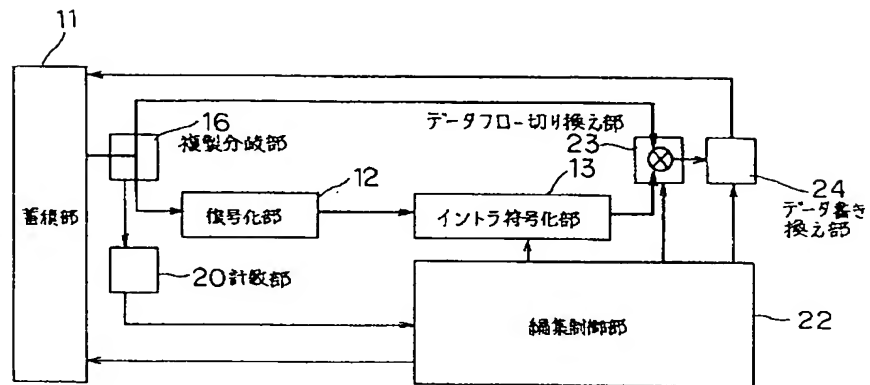 11
16
複製分岐部
データフロー切り換え部
23
12
13
24
データ書き
換え部
蓄積部
復号化部
イントラ符号化部
20 計数部
編集制御部
22